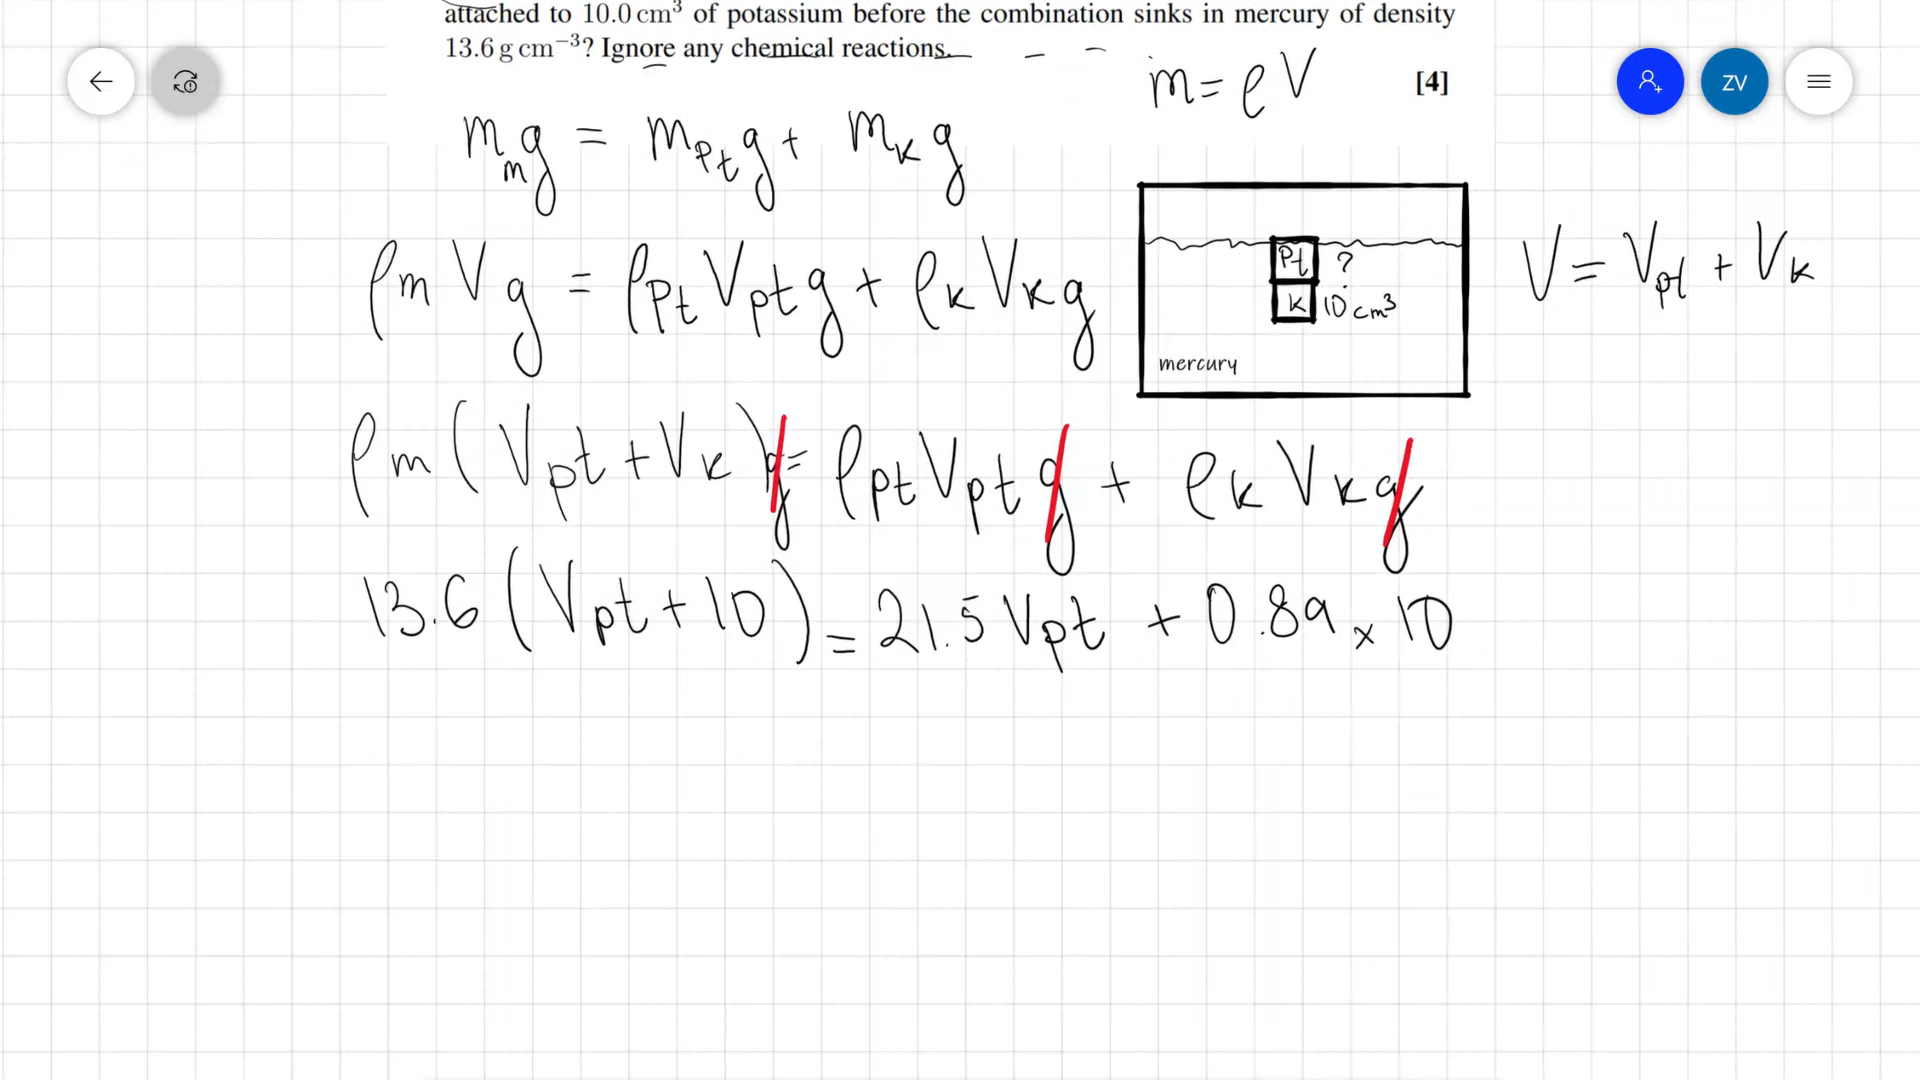 attached to 10.0 cm³ of potassium before the combination sinks in mercury of density
13.6 g cm⁻³? Ignore any chemical reactions.
[4]
m = ρV
ZV
m_m g = m_Pt g + m_K g
ρ_m V g = ρ_Pt V_Pt g + ρ_K V_K g
Pt ?
K 10 cm³
mercury
V = V_Pt + V_K
ρ_m (V_Pt + V_K) g = ρ_Pt V_Pt g + ρ_K V_K g
13.6 (V_Pt + 10) = 21.5 V_Pt + 0.89 × 10